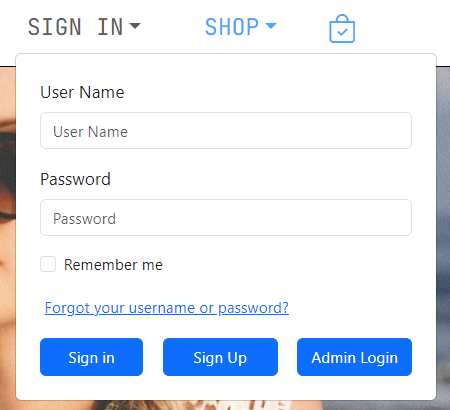 SIGN IN SHOP
User Name
User Name
Password
Password
Remember me
Forgot your username or password?
Sign in Sign Up Admin Login